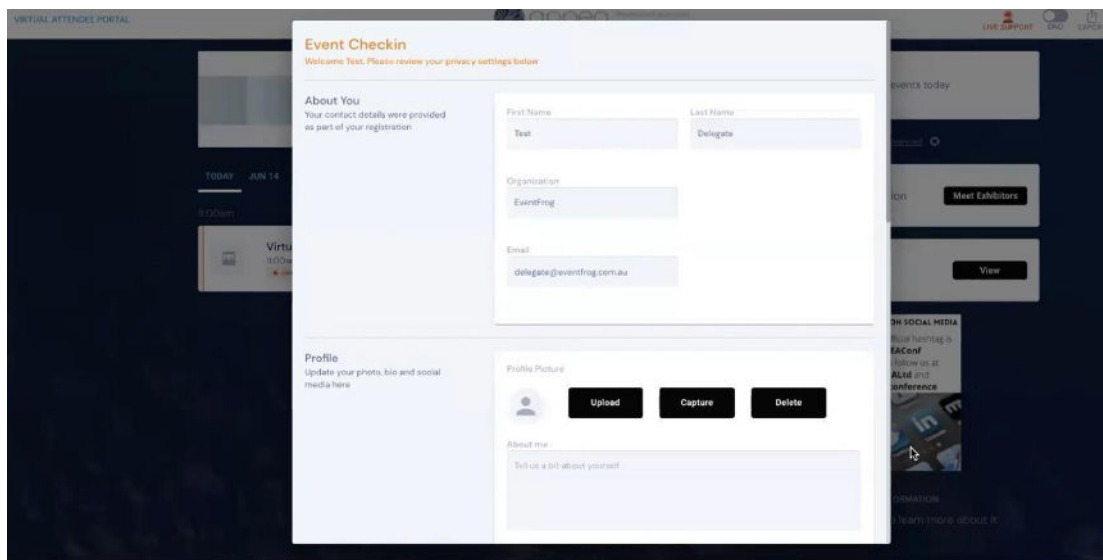 VIRTUAL ATTENDEE PORTAL
appea
LIVE SUPPORT
Event Checkin
Welcome Test. Please review your privacy settings below
About You
Your contact details were provided
as part of your registration
First Name
Last Name
Test
Delegate
Organization
EventFrog
Email
delegate@eventfrog.com.au
Profile
Update your photo, bio and social
media here
Profile Picture
Upload
Capture
Delete
About me
Tell us a bit about yourself
TODAY
JUN 14
Virtu
events today
Meet Exhibitors
View
ON SOCIAL MEDIA
hashtag is
follow us at
and
learn more about it